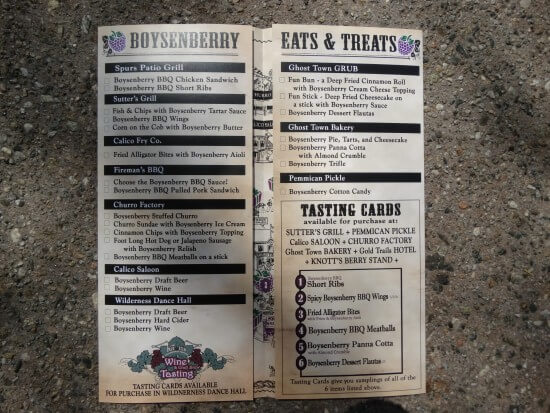 BOYSENBERRY
Spurs Patio Grill
Boysenberry BBQ Chicken Sandwich
Boysenberry BBQ Short Ribs
Sutter's Grill
Fish & Chips with Boysenberry Tartar Sauce
Boysenberry BBQ Wings
Corn on the Cob with Boysenberry Butter
Calico Fry Co.
Fried Alligator Bites with Boysenberry Aioli
Fireman's BBQ
Choose the Boysenberry BBQ Sauce!
Boysenberry BBQ Pulled Pork Sandwich
Churro Factory
Boysenberry Stuffed Churro
Churro Sundae with Boysenberry Ice Cream
Cinnamon Chips with Boysenberry Topping
Foot Long Hot Dog or Jalapeno Sausage
with Boysenberry Relish
Boysenberry BBQ Meatballs on a stick
Calico Saloon
Boysenberry Draft Beer
Boysenberry Wine
Wilderness Dance Hall
Boysenberry Draft Beer
Boysenberry Hard Cider
Boysenberry Wine
Wine
& Craft Brew
Tasting
TASTING CARDS AVAILABLE
FOR PURCHASE IN WILDNERNESS DANCE HALL
EATS & TREATS
Ghost Town GRUB
Fun Bun - a Deep Fried Cinnamon Roll
with Boysenberry Cream Cheese Topping
Fun Stick - Deep Fried Cheesecake on
a stick with Boysenberry Sauce
Boysenberry Dessert Flautas
Ghost Town Bakery
Boysenberry Pie, Tarts, and Cheesecake
Boysenberry Panna Cotta
with Almond Crumble
Boysenberry Trifle
Pemmican Pickle
Boysenberry Cotton Candy
TASTING CARDS
available for purchase at:
SUTTER'S GRILL + PEMMICAN PICKLE
Calico SALOON + CHURRO FACTORY
Ghost Town BAKERY + Gold Trails HOTEL
+ KNOTT'S BERRY STAND +
Boysenberry BBQ
1 Short Ribs
2 Spicy Boysenberry BBQ Wings
3 Fried Alligator Bites
4 Boysenberry BBQ Meatballs
5 Boysenberry Panna Cotta
with Almond Crumble
6 Boysenberry Dessert Flautas
Tasting Cards give you samplings of all of the
6 items listed above.